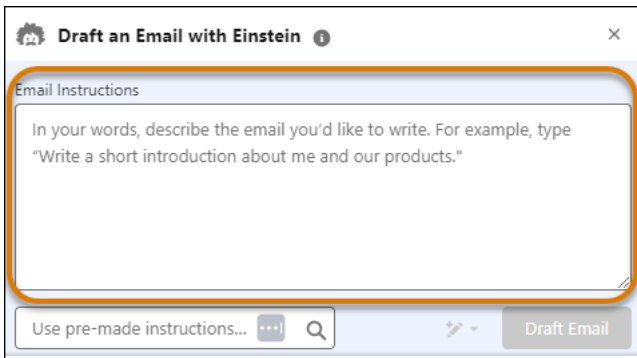 Draft an Email with Einstein
Email Instructions
In your words, describe the email you'd like to write. For example, type
“Write a short introduction about me and our products."
Use pre-made instructions...
Draft Email